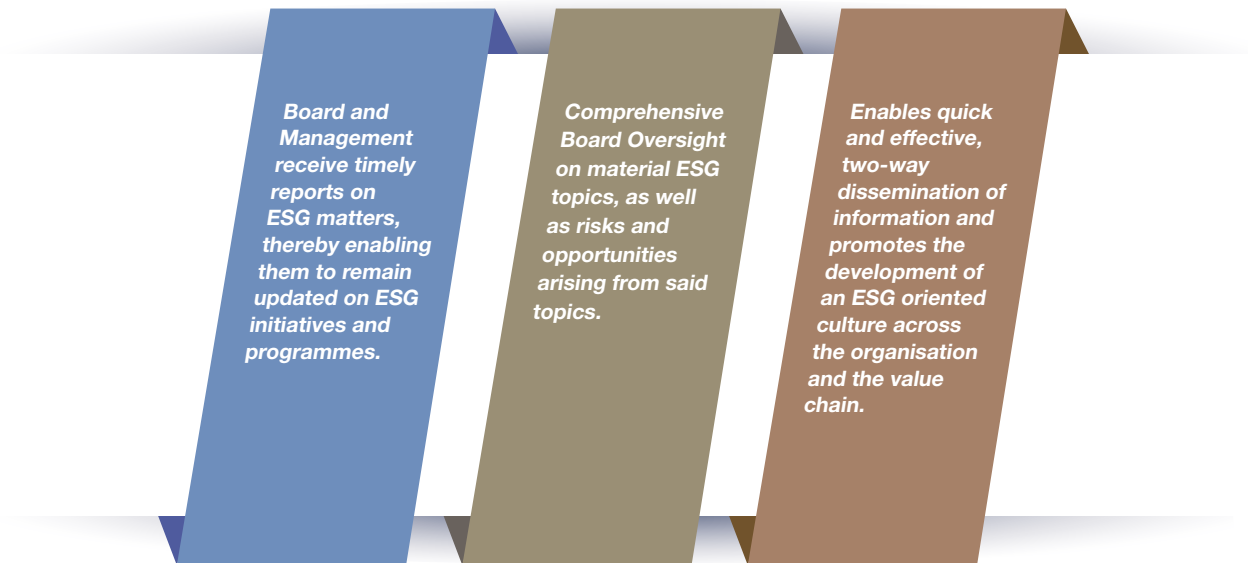 Board and
Management
receive timely
reports on
ESG matters,
thereby enabling
them to remain
updated on ESG
initiatives and
programmes.
Comprehensive
Board Oversight
on material ESG
topics, as well
as risks and
opportunities
arising from said
topics.
Enables quick
and effective,
two-way
dissemination of
information and
promotes the
development of
an ESG oriented
culture across
the organisation
and the value
chain.